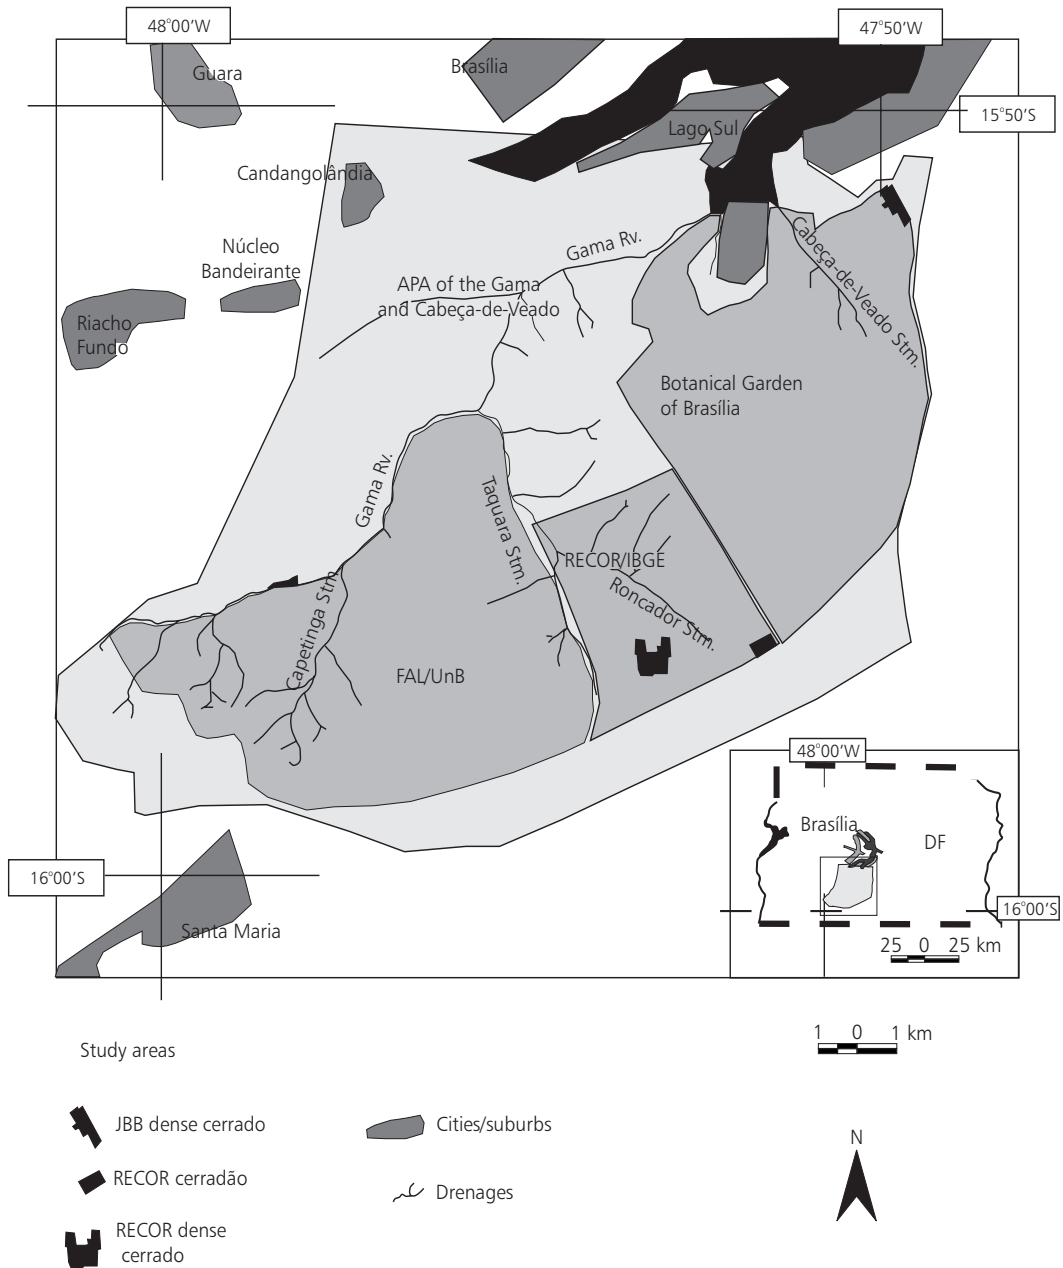 48°00'W
47°50'W
Guara
Brasília
15°50'S
Lago Sul
Candangolândia
Cabeça-de-Veado Stm.
Gama Rv.
Núcleo
Bandeirante
APA of the Gama
and Cabeça-de-Veado
Riacho
Fundo
Botanical Garden
of Brasília
Gama Rv.
Taquara Stm.
RECOR/IBGE
Roncador Stm.
Capetinga Stm.
FAL/UnB
48°00'W
Brasília
DF
16°00'S
16°00'S
Santa Maria
25 0 25 km
1 0 1 km
Study areas
JBB dense cerrado
Cities/suburbs
N
RECOR cerradão
Drenages
RECOR dense
cerrado